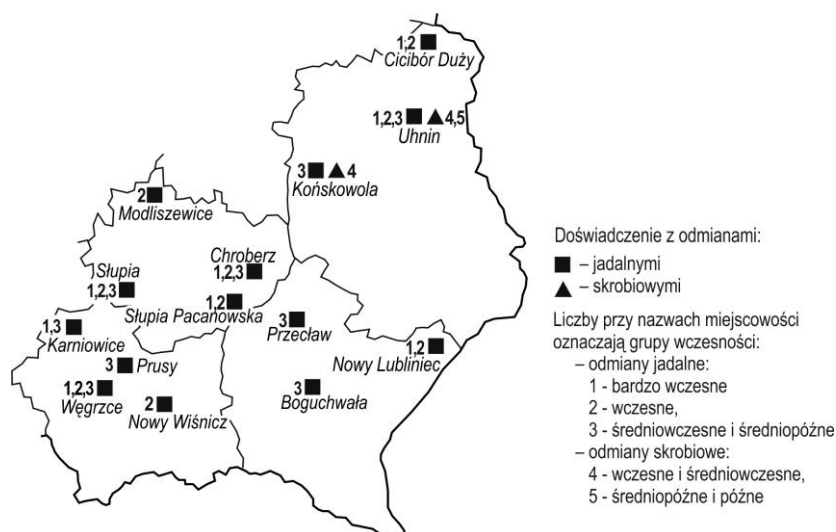 1,2
Cicibór Duży
1,2,3 4,5
Uhnin
3 4
Końskowola
2
Modliszewice
Chroberz
1,2,3
Słupia
1,2,3
1,2
Słupia Pacanowska
3
Przecław
1,3
Karniowice
1,2
Nowy Lubliniec
3 Prusy
1,2,3
Węgrzce
2
Nowy Wiśnicz
3
Boguchwała
Doświadczenie z odmianami:
– jadalnymi
– skrobiowymi
Liczby przy nazwach miejscowości
oznaczają grupy wczesności:
– odmiany jadalne:
1 - bardzo wczesne
2 - wczesne,
3 - średniowczesne i średniopóźne
– odmiany skrobiowe:
4 - wczesne i średniowczesne,
5 - średniopóźne i późne